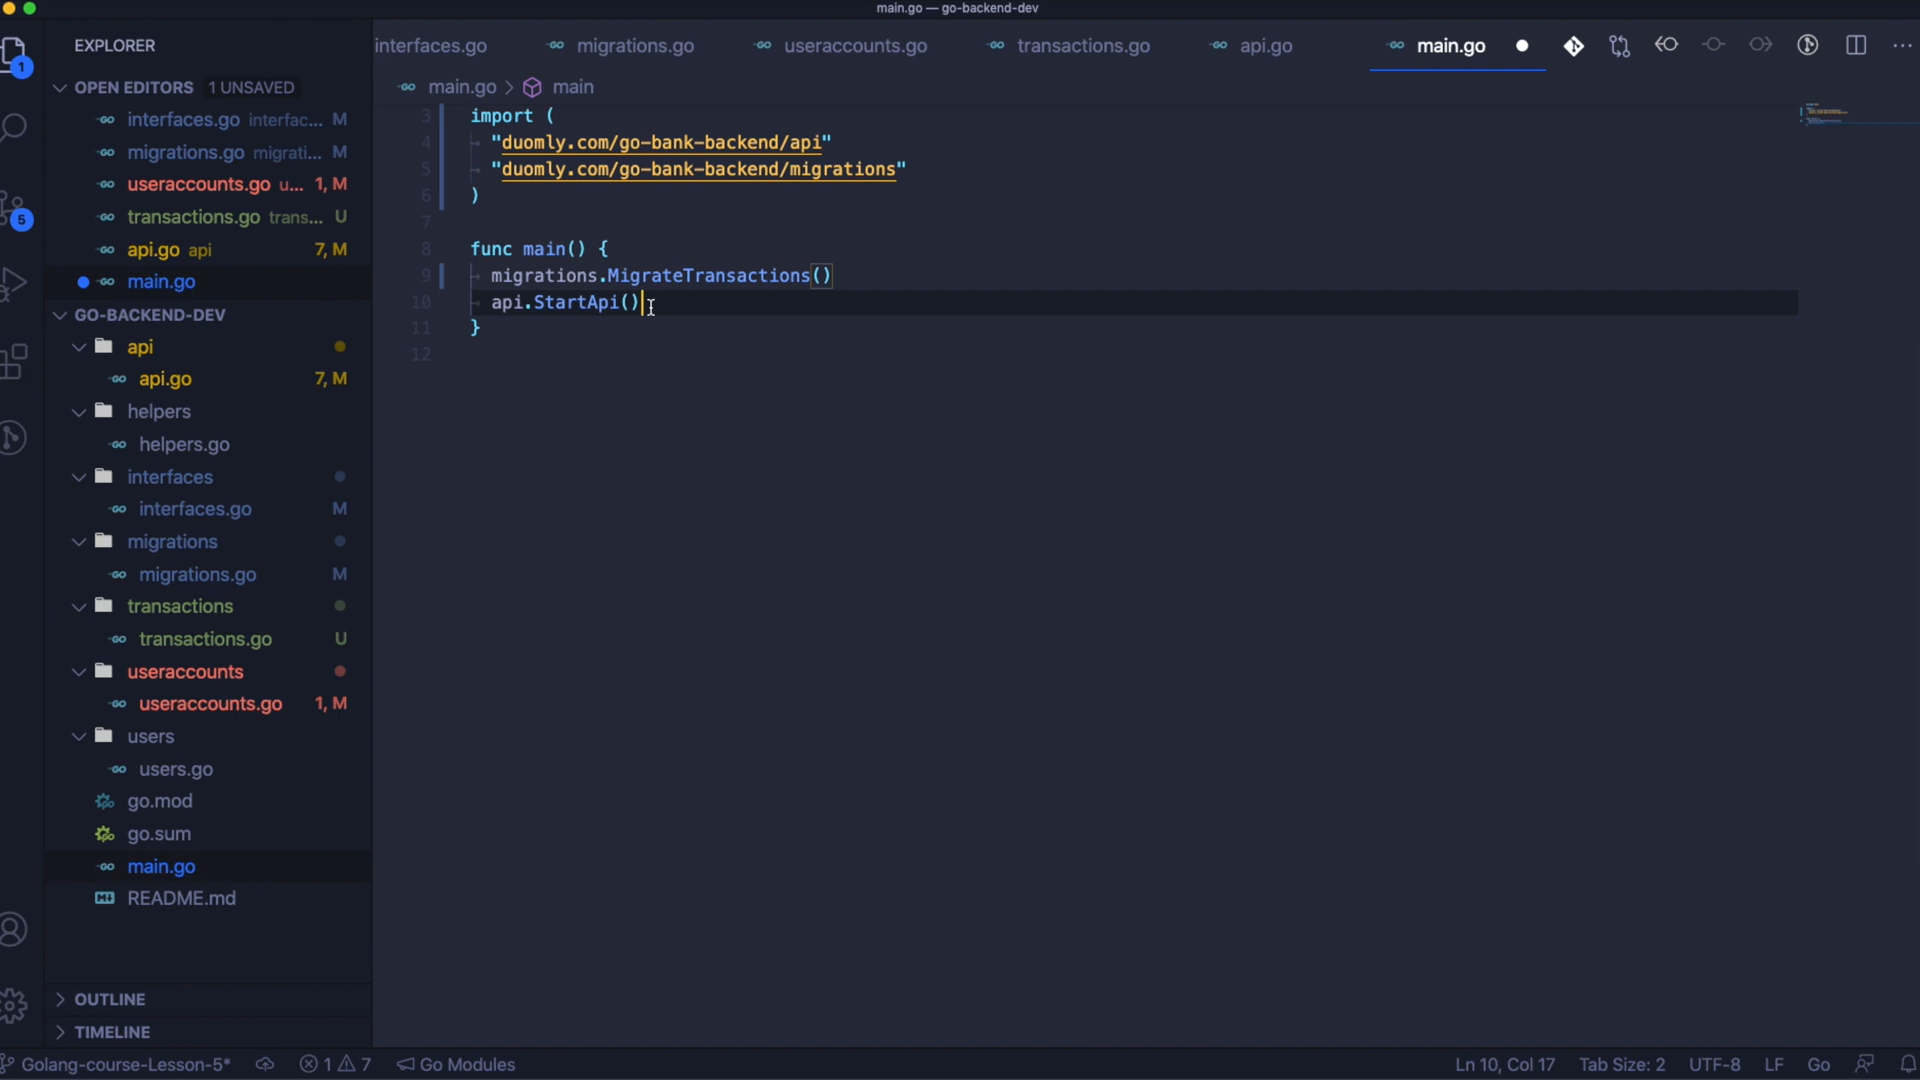 main.go — go-backend-dev
EXPLORER
interfaces.go
migrations.go
useraccounts.go
transactions.go
api.go
main.go
OPEN EDITORS 1 UNSAVED
main.go > main
interfaces.go interfac... M
migrations.go migrati... M
useraccounts.go u... 1, M
transactions.go trans... U
api.go api 7, M
main.go
GO-BACKEND-DEV
api
api.go 7, M
helpers
helpers.go
interfaces
interfaces.go M
migrations
migrations.go M
transactions
transactions.go U
useraccounts
useraccounts.go 1, M
users
users.go
go.mod
go.sum
main.go
README.md
OUTLINE
TIMELINE
1
5
3 import (
4 "duomly.com/go-bank-backend/api"
5 "duomly.com/go-bank-backend/migrations"
6 )
7
8 func main() {
9 migrations.MigrateTransactions()
10 api.StartApi()
11 }
12
Golang-course-Lesson-5* 1 7 Go Modules
Ln 10, Col 17 Tab Size: 2 UTF-8 LF Go